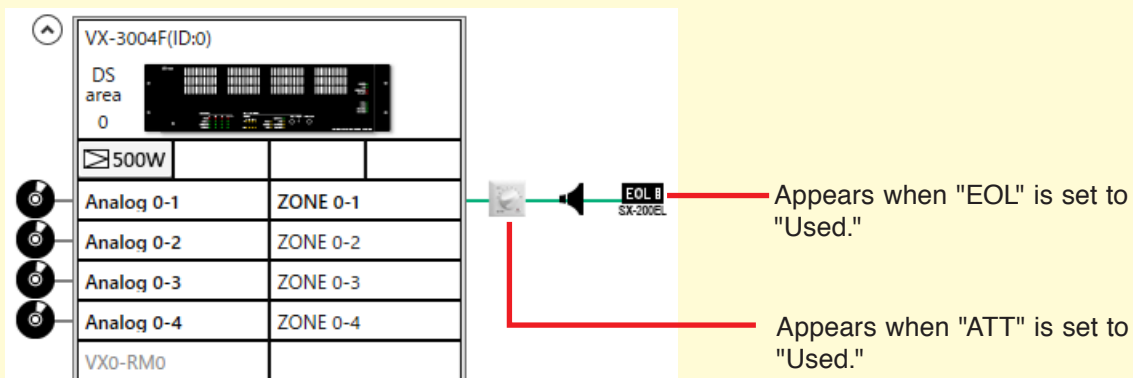 VX-3004F(ID:0)
DS
area
0
500W
Analog 0-1 ZONE 0-1
EOL
SX-200EL
Appears when "EOL" is set to
"Used."
Analog 0-2 ZONE 0-2
Analog 0-3 ZONE 0-3
Analog 0-4 ZONE 0-4
Appears when "ATT" is set to
"Used."
VX0-RM0